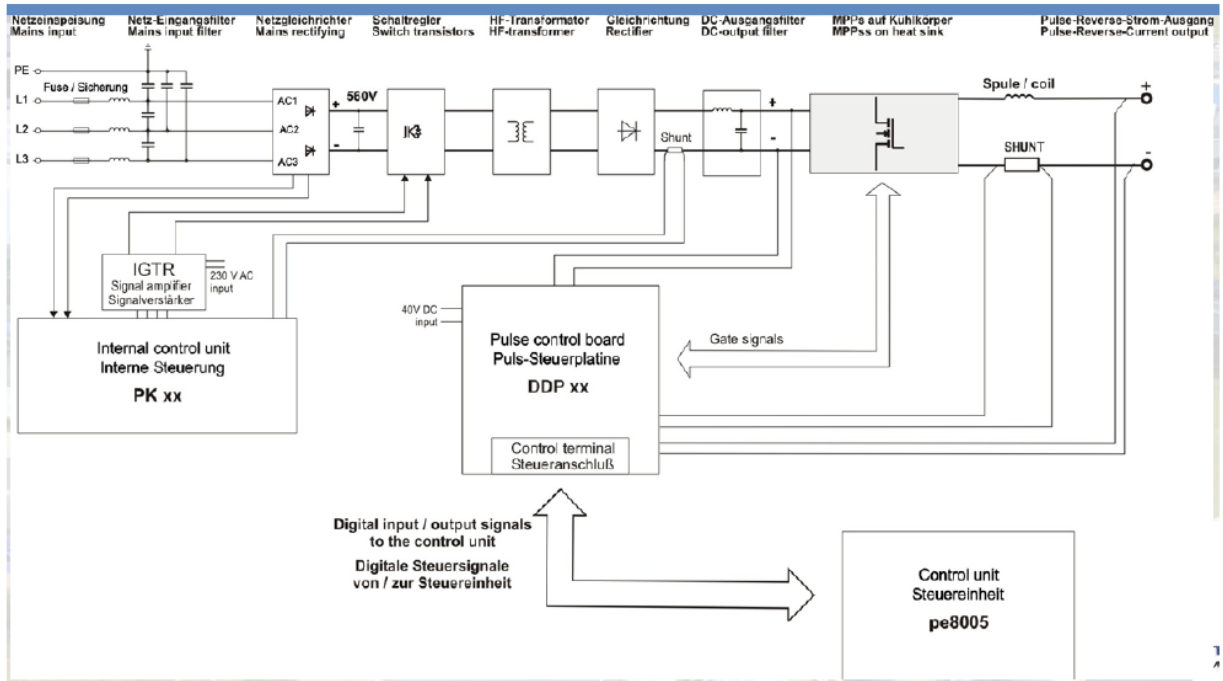 Netzeinspeisung
Mains input
Netz-Eingangsfilter
Mains input filter
Netzgleichrichter
Mains rectifying
Schaltregler
Switch transistors
HF-Transformator
HF-transformer
Gleichrichtung
Rectifier
DC-Ausgangsfilter
DC-output filter
MPPs auf Kühlkörper
MPPss on heat sink
Pulse-Reverse-Strom-Ausgang
Pulse-Reverse-Current output
PE
Fuse / Sicherung
L1
L2
L3
AC1
AC2
AC3
+ 560V
-
Shunt
+
-
Spule / coil
SHUNT
+
-
IGTR
Signal amplifier
Signalverstärker
230 V AC
input
Internal control unit
Interne Steuerung
PK xx
40V DC
input
Pulse control board
Puls-Steuerplatine
DDP xx
Control terminal
Steueranschluß
Gate signals
Digital input / output signals
to the control unit
Digitale Steuersignale
von / zur Steuereinheit
Control unit
Steuereinheit
pe8005